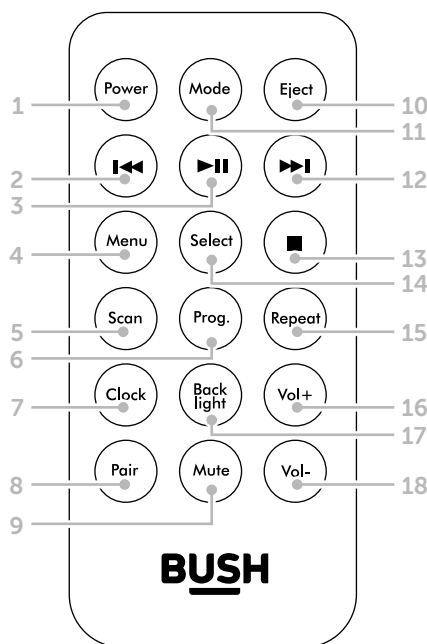 Power Mode Eject
1 10
11
2 12
3
Menu Select
4 13
14
Scan Prog. Repeat
5 15
6
Clock Back light Vol+
7 16
17
Pair Mute Vol-
8 18
9
BUSH